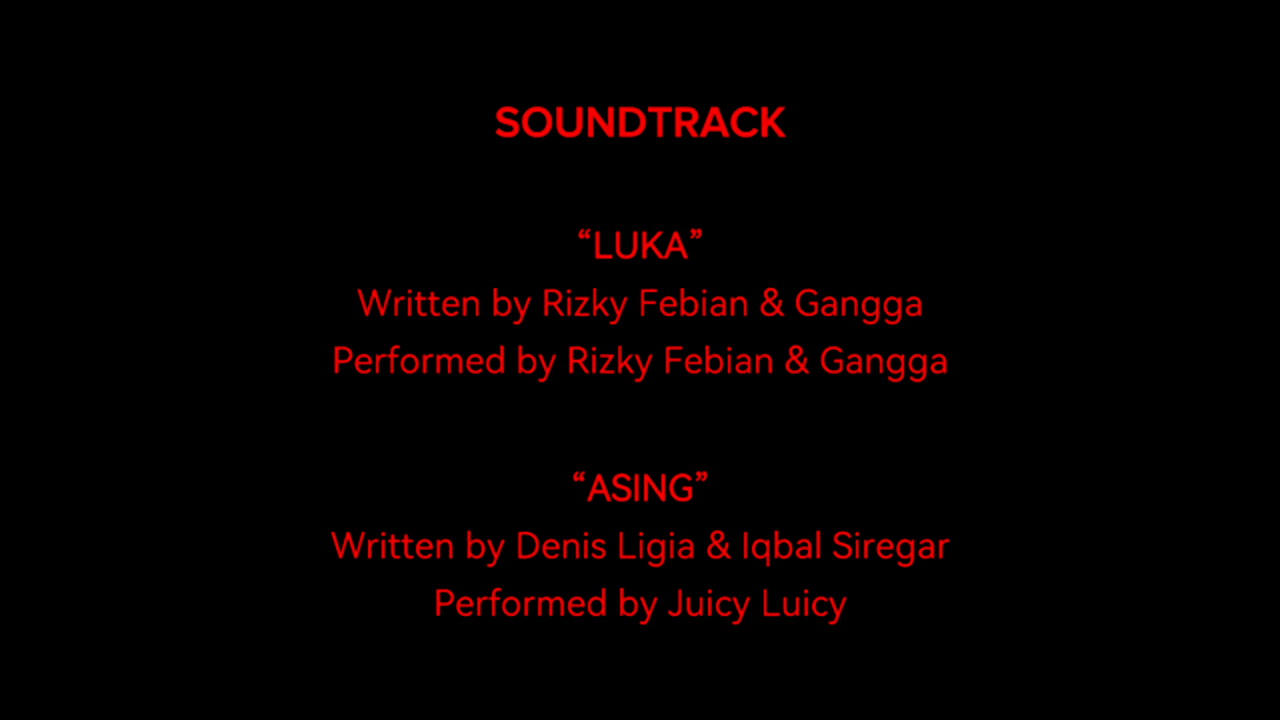 SOUNDTRACK
“LUKA”
Written by Rizky Febian & Gangga
Performed by Rizky Febian & Gangga
“ASING”
Written by Denis Ligia & Iqbal Siregar
Performed by Juicy Luicy